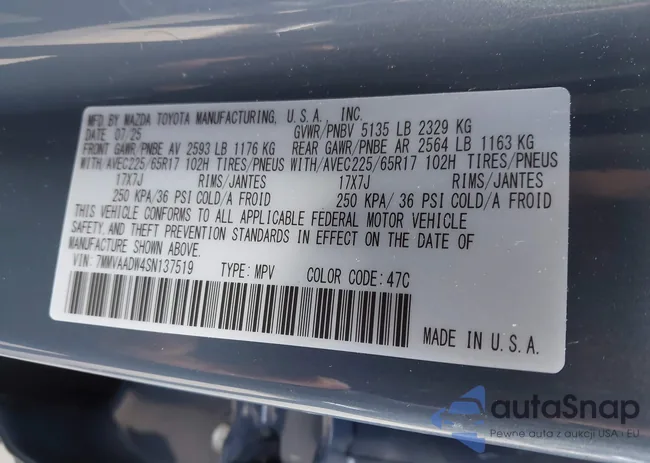 MFD BY MAZDA TOYOTA MANUFACTURING, U.S.A. INC.
DATE 07/25 GVWR/PNBV 5135 LB 2329 KG
FRONT GAWR/PNBE AV 2593 LB 1176 KG REAR GAWR/PNBE AR 2564 LB 1163 KG
WITH/AVEC225/65R17 102H TIRES/PNEUS WITH/AVEC225/65R17 102H TIRES/PNEUS
17X7J RIMS/JANTES 17X7J RIMS/JANTES
250 KPA/36 PSI COLD/A FROID 250 KPA/ 36 PSI COLD/A FROID
THIS VEHICLE CONFORMS TO ALL APPLICABLE FEDERAL MOTOR VEHICLE
SAFETY, AND THEFT PREVENTION STANDARDS IN EFFECT ON THE DATE OF
MANUFACTURE SHOWN ABOVE.
VIN: 7MMVAADW4SN137519 TYPE: MPV COLOR CODE: 47C
MADE IN U.S.A.
autaSnap
Pewne auta z aukcji USA i EU